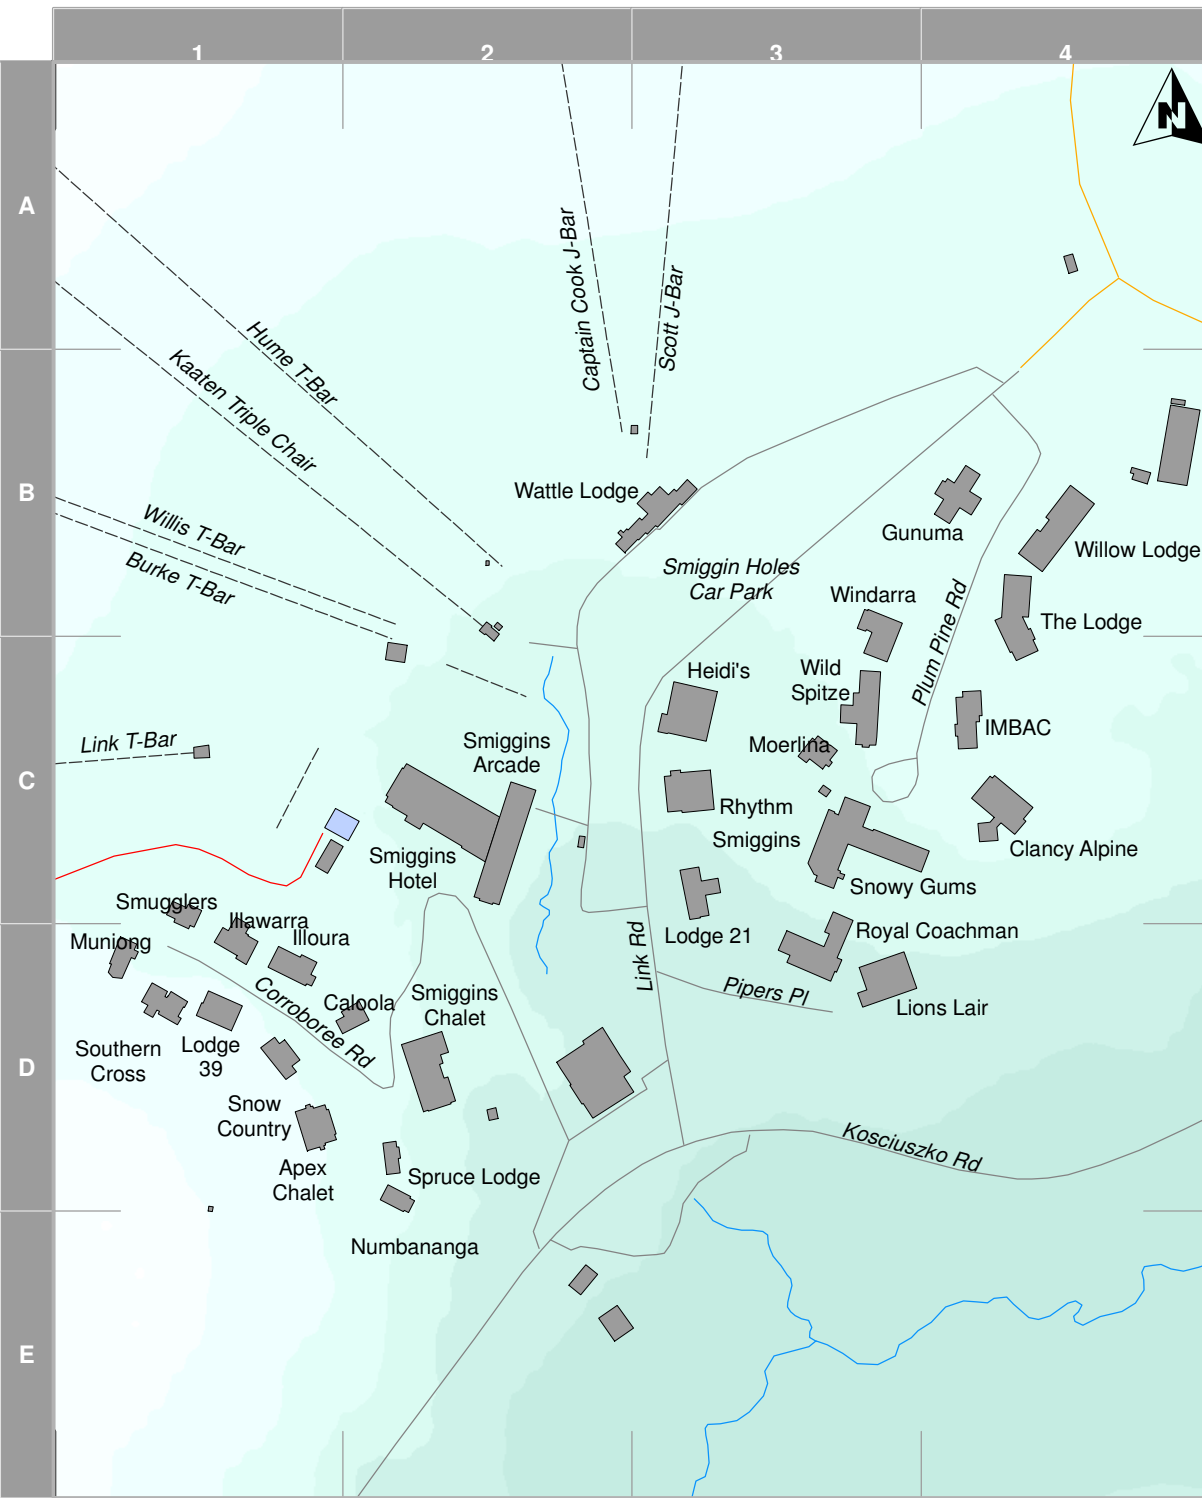 1
2
3
4
N
A
Captain Cook J-Bar
Scott J-Bar
Hume T-Bar
Kaaten Triple Chair
B
Wattle Lodge
Willis T-Bar
Burke T-Bar
Gunuma
Willow Lodge
Smiggin Holes
Car Park
Windarra
Plum Pine Rd
The Lodge
Heidi's
Wild
Spitze
IMBAC
Link T-Bar
Smiggins
Arcade
Moerlina
C
Rhythm
Smiggins
Smiggins
Hotel
Clancy Alpine
Snowy Gums
Smugglers
Illawarra
Illoura
Munjong
Lodge 21
Link Rd
Royal Coachman
Pipers Pl
Lions Lair
Caloola
Corroboree Rd
Smiggins
Chalet
Southern
Cross
Lodge
39
D
Snow
Country
Kosciuszko Rd
Apex
Chalet
Spruce Lodge
Numbananga
E